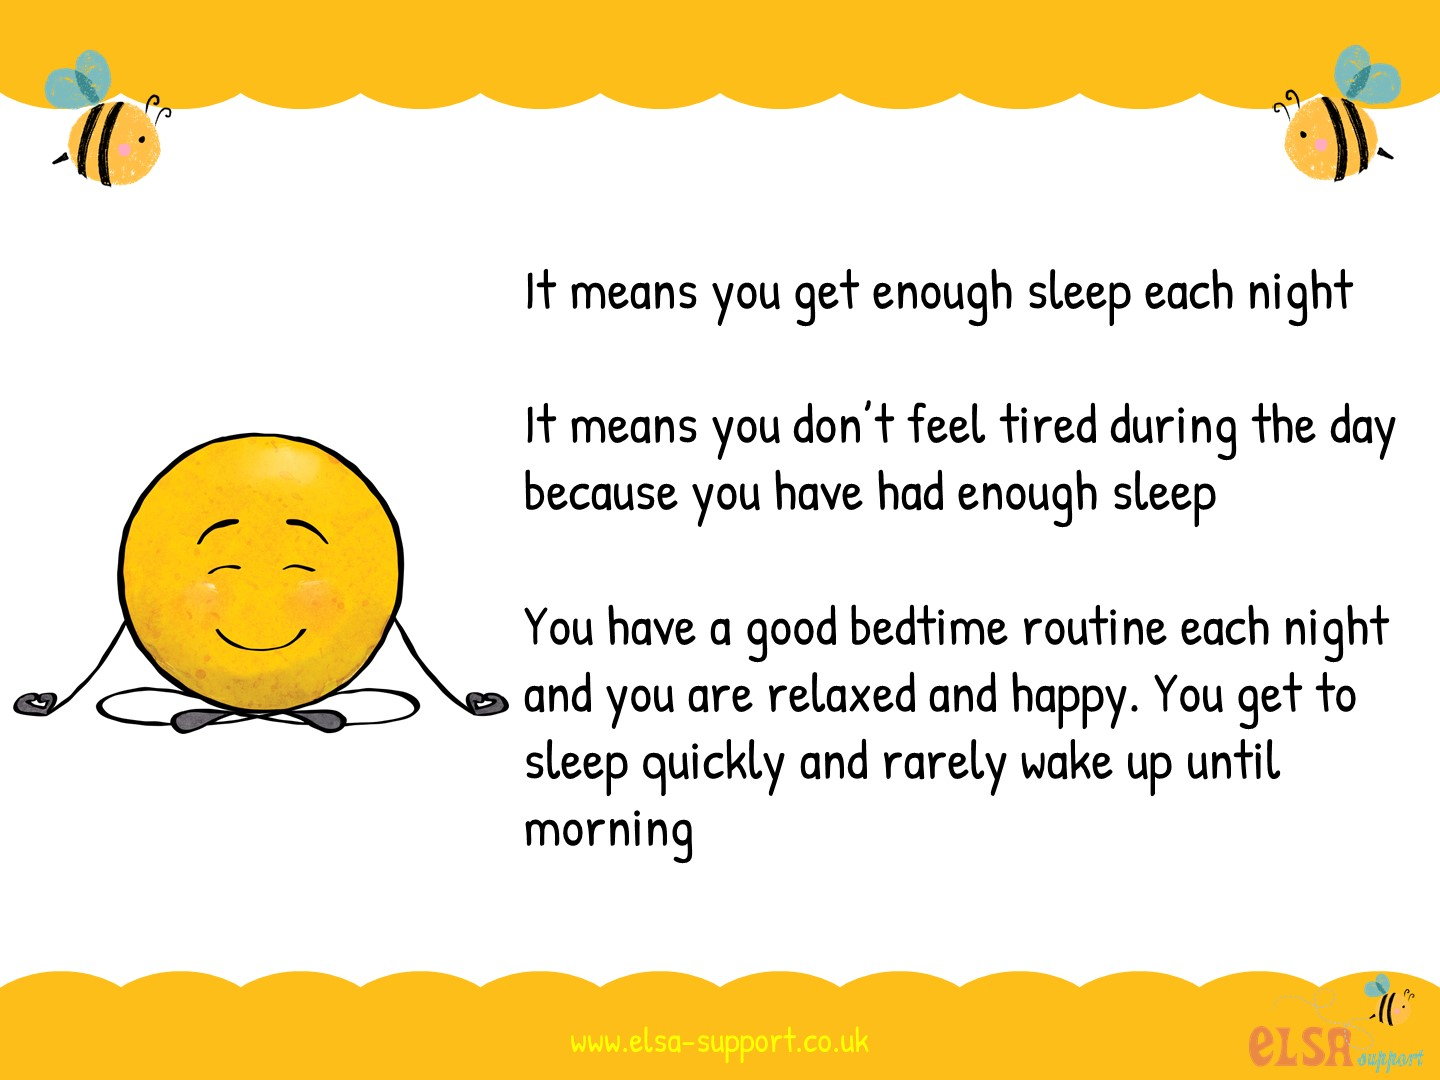 It means you get enough sleep each night
It means you don't feel tired during the day
because you have had enough sleep
You have a good bedtime routine each night
and you are relaxed and happy. You get to
sleep quickly and rarely wake up until
morning
www.elsa-support.co.uk
ELSA support